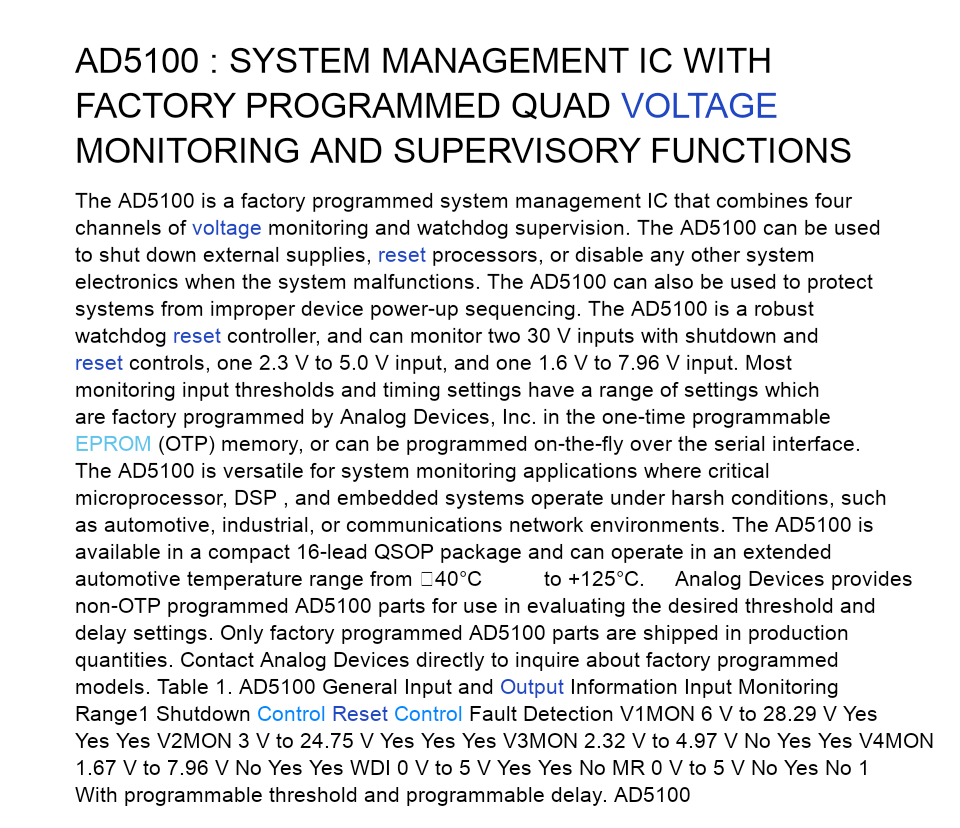 AD5100 : SYSTEM MANAGEMENT IC WITH
FACTORY PROGRAMMED QUAD VOLTAGE
MONITORING AND SUPERVISORY FUNCTIONS
The AD5100 is a factory programmed system management IC that combines four
channels of voltage monitoring and watchdog supervision. The AD5100 can be used
to shut down external supplies, reset processors, or disable any other system
electronics when the system malfunctions. The AD5100 can also be used to protect
systems from improper device power-up sequencing. The AD5100 is a robust
watchdog reset controller, and can monitor two 30 V inputs with shutdown and
reset controls, one 2.3 V to 5.0 V input, and one 1.6 V to 7.96 V input. Most
monitoring input thresholds and timing settings have a range of settings which
are factory programmed by Analog Devices, Inc. in the one-time programmable
EPROM (OTP) memory, or can be programmed on-the-fly over the serial interface.
The AD5100 is versatile for system monitoring applications where critical
microprocessor, DSP , and embedded systems operate under harsh conditions, such
as automotive, industrial, or communications network environments. The AD5100 is
available in a compact 16-lead QSOP package and can operate in an extended
automotive temperature range from □40°C to +125°C. Analog Devices provides
non-OTP programmed AD5100 parts for use in evaluating the desired threshold and
delay settings. Only factory programmed AD5100 parts are shipped in production
quantities. Contact Analog Devices directly to inquire about factory programmed
models. Table 1. AD5100 General Input and Output Information Input Monitoring
Range1 Shutdown Control Reset Control Fault Detection V1MON 6 V to 28.29 V Yes
Yes Yes V2MON 3 V to 24.75 V Yes Yes Yes V3MON 2.32 V to 4.97 V No Yes Yes V4MON
1.67 V to 7.96 V No Yes Yes WDI 0 V to 5 V Yes Yes No MR 0 V to 5 V No Yes No 1
With programmable threshold and programmable delay. AD5100